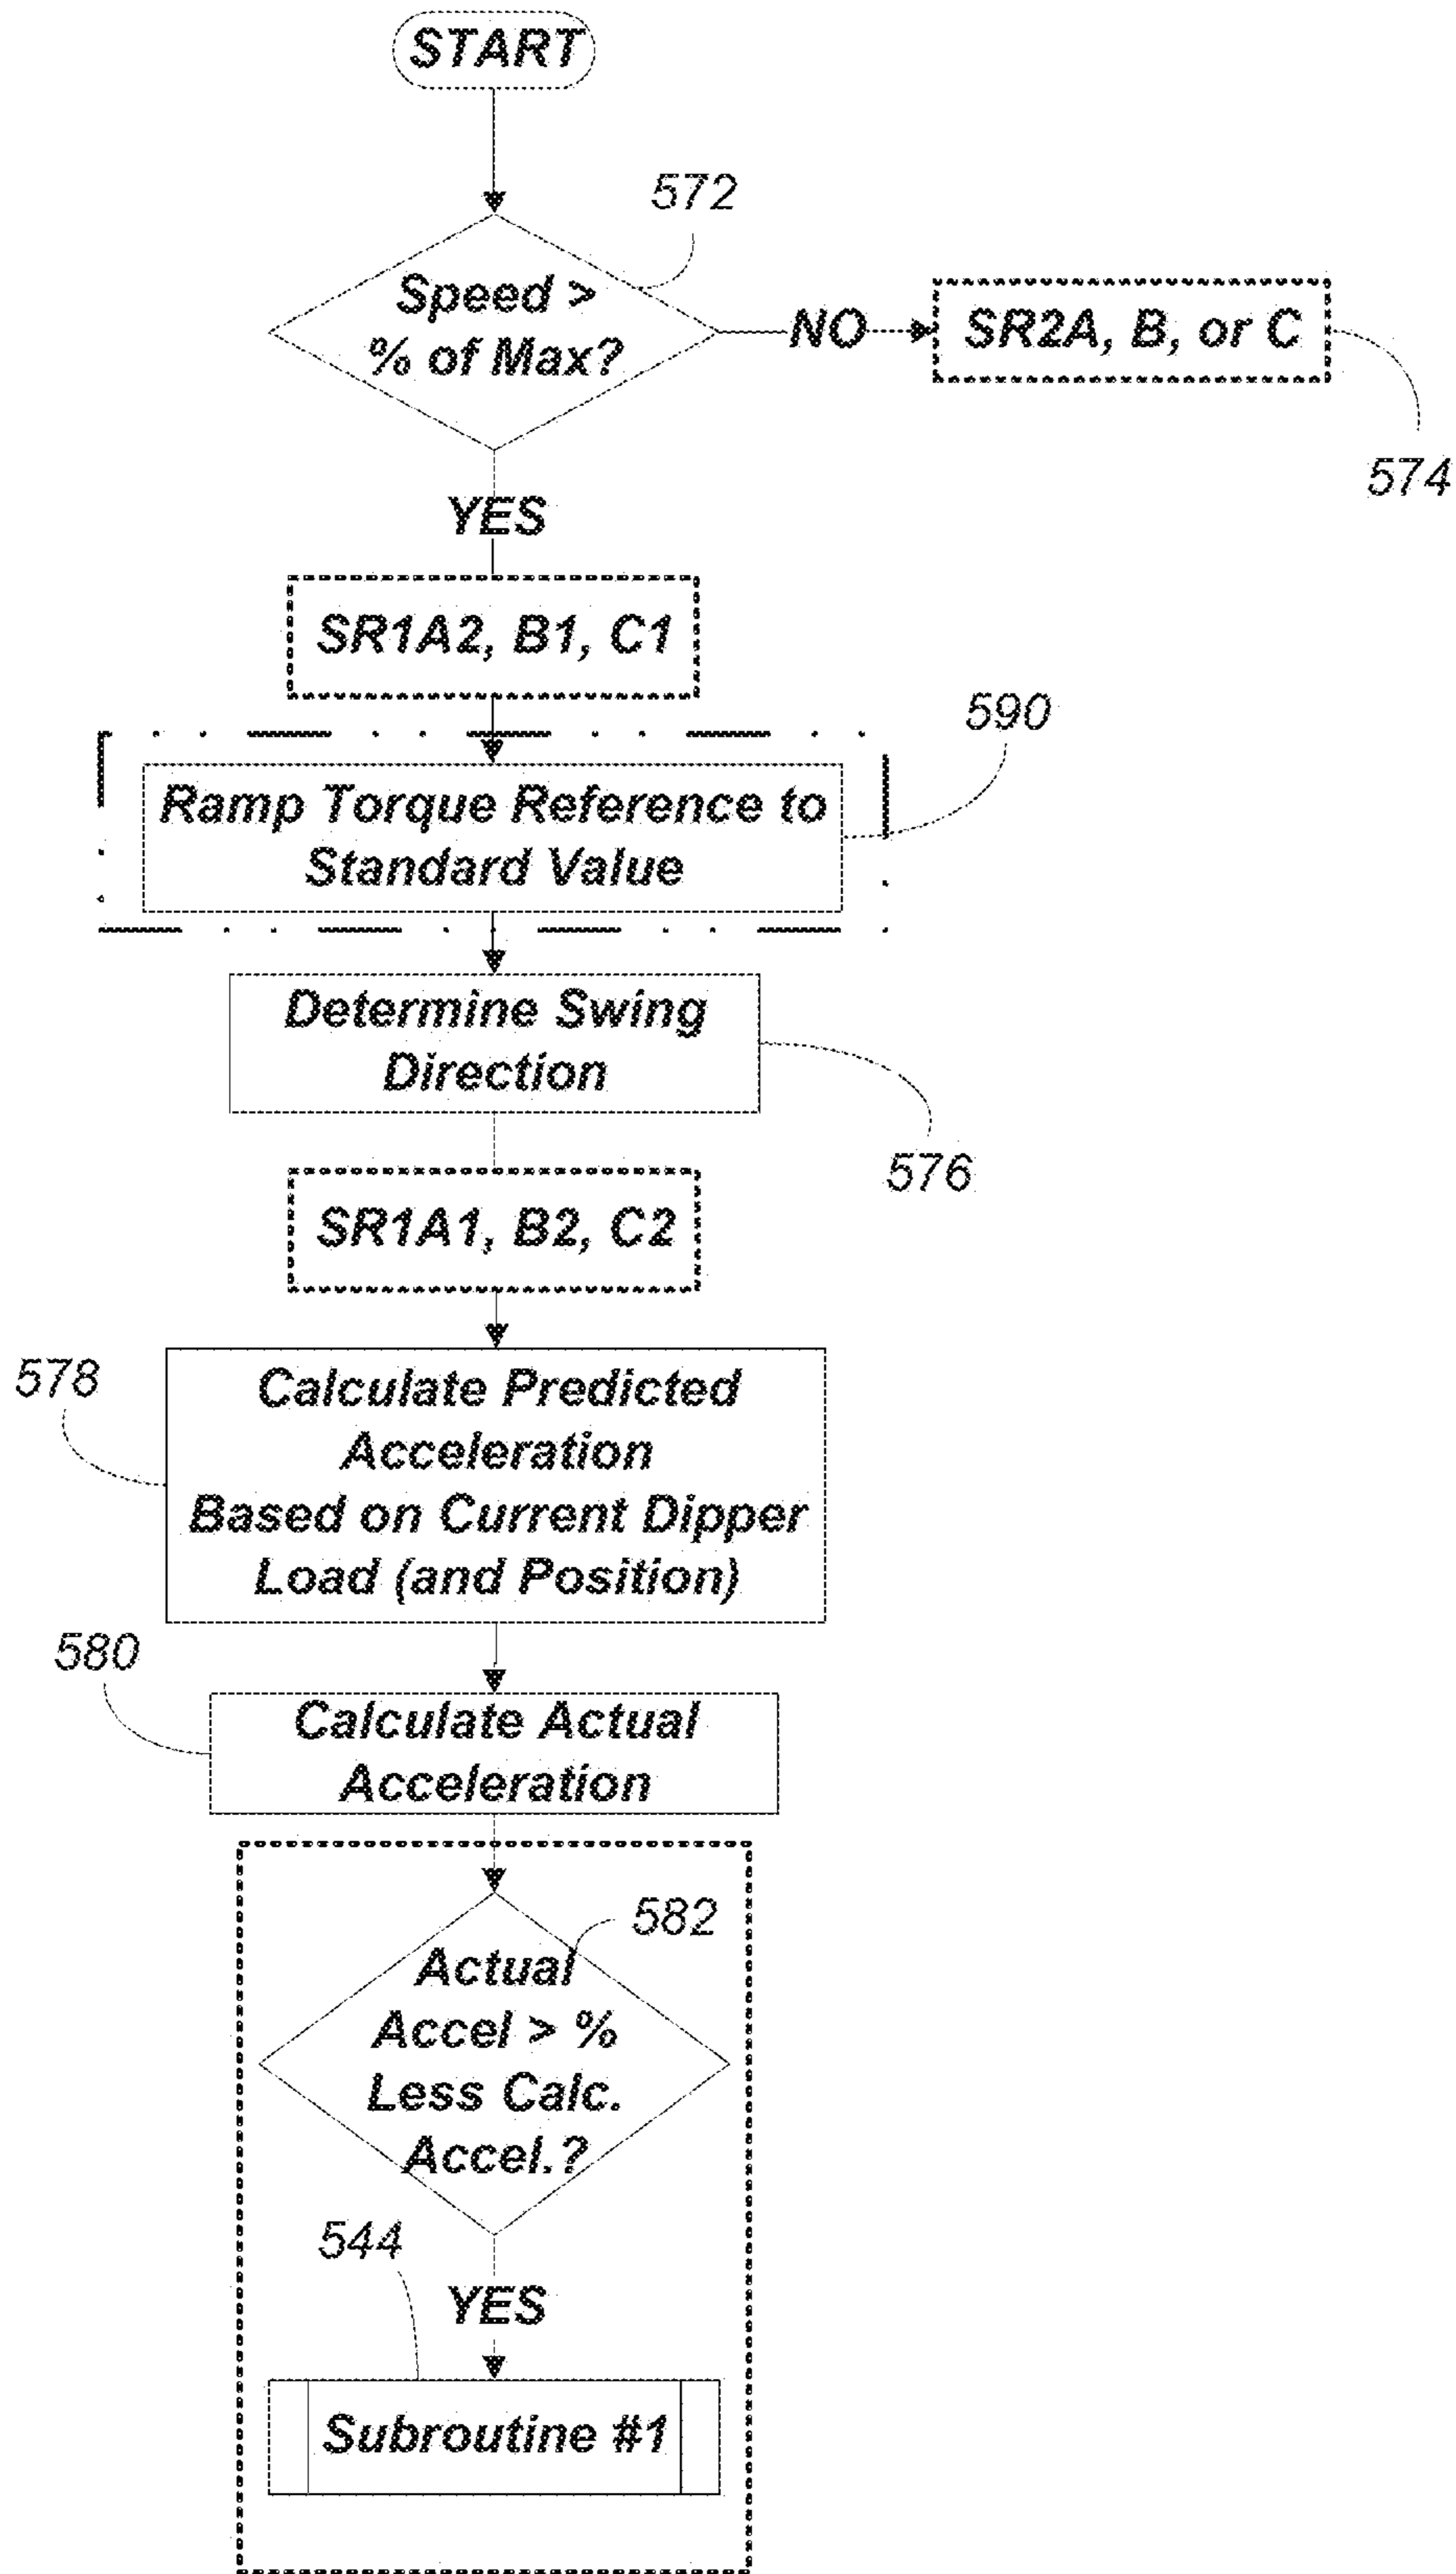 START
572
Speed >
% of Max?
NO
SR2A, B, or C
574
YES
SR1A2, B1, C1
590
Ramp Torque Reference to
Standard Value
Determine Swing
Direction
576
SR1A1, B2, C2
578
Calculate Predicted
Acceleration
Based on Current Dipper
Load (and Position)
580
Calculate Actual
Acceleration
582
Actual
Accel > %
Less Calc.
Accel.?
544
YES
Subroutine #1